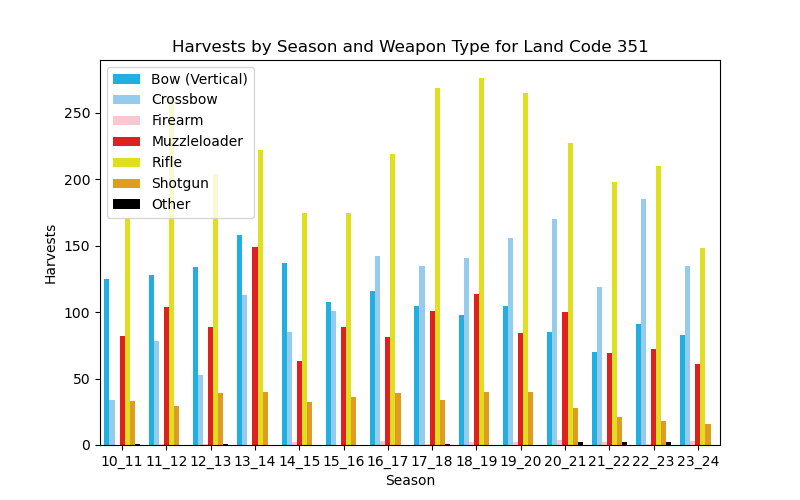 Harvests by Season and Weapon Type for Land Code 351
Bow (Vertical)
Crossbow
Firearm
Muzzleloader
Rifle
Shotgun
Other
250
200
150
100
50
0
Harvests
10_11 11_12 12_13 13_14 14_15 15_16 16_17 17_18 18_19 19_20 20_21 21_22 22_23 23_24
Season